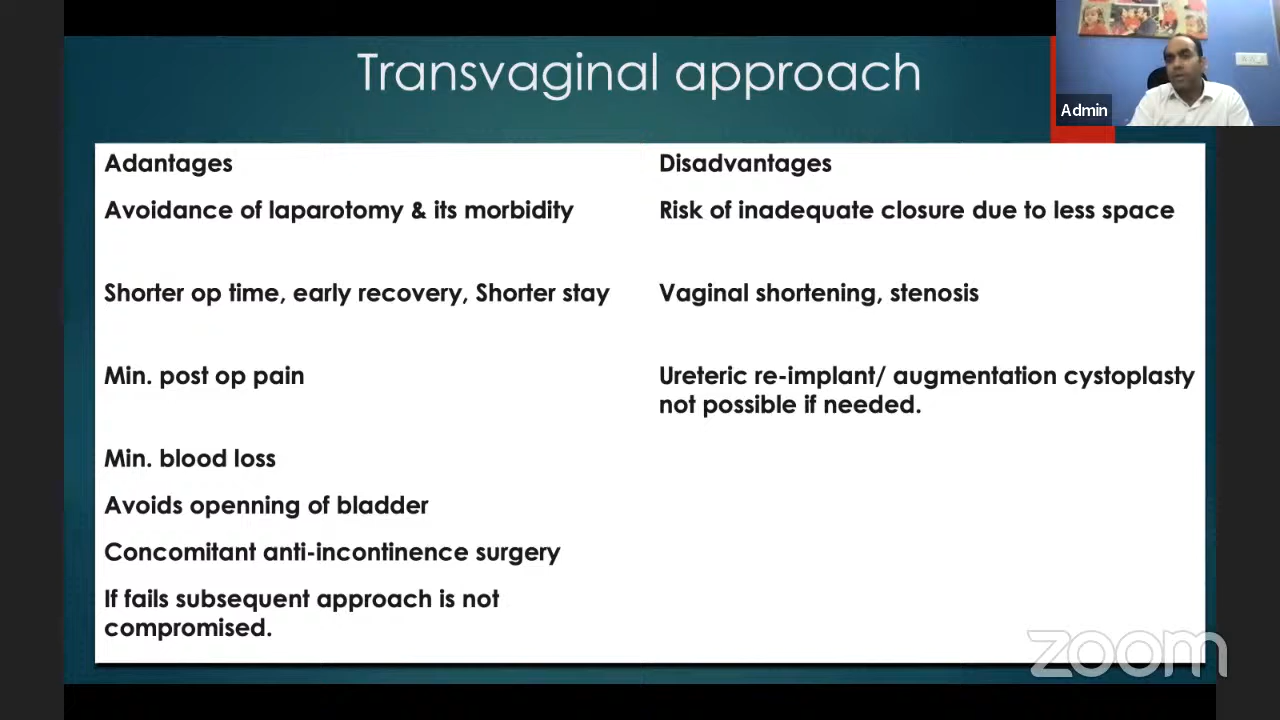 Transvaginal approach
Admin
Adantages
Disadvantages
Avoidance of laparotomy & its morbidity
Risk of inadequate closure due to less space
Shorter op time, early recovery, Shorter stay
Vaginal shortening, stenosis
Min. post op pain
Ureteric re-implant/ augmentation cystoplasty
not possible if needed.
Min. blood loss
Avoids openning of bladder
Concomitant anti-incontinence surgery
If fails subsequent approach is not
compromised.
zoom